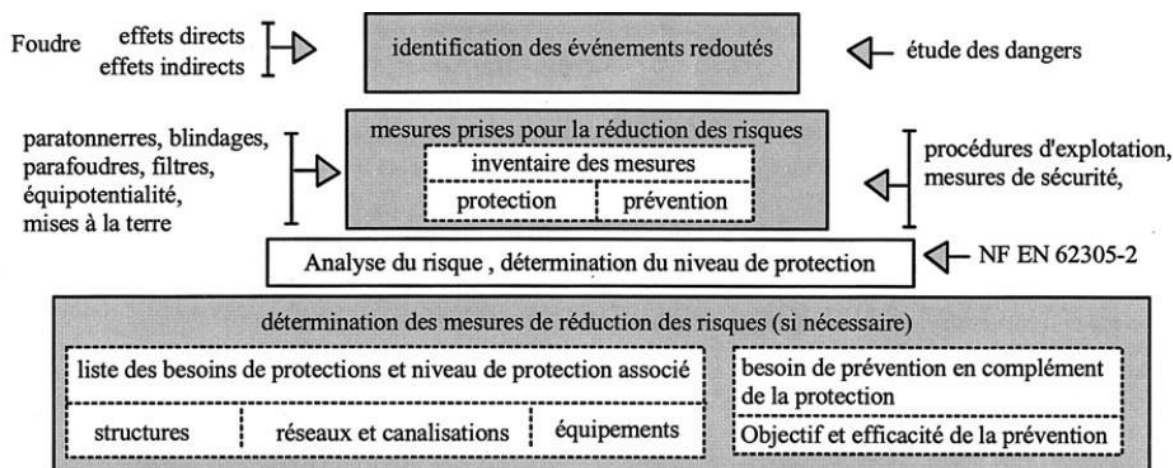 Foudre
effets directs
effets indirects
identification des événements redoutés
étude des dangers
paratonnerres, blindages,
parafoudres, filtres,
équipotentialité,
mises à la terre
mesures prises pour la réduction des risques
inventaire des mesures
protection
prévention
procédures d'explotation,
mesures de sécurité,
Analyse du risque , détermination du niveau de protection
NF EN 62305-2
détermination des mesures de réduction des risques (si nécessaire)
liste des besoins de protections et niveau de protection associé
structures
réseaux et canalisations
équipements
besoin de prévention en complément
de la protection
Objectif et efficacité de la prévention